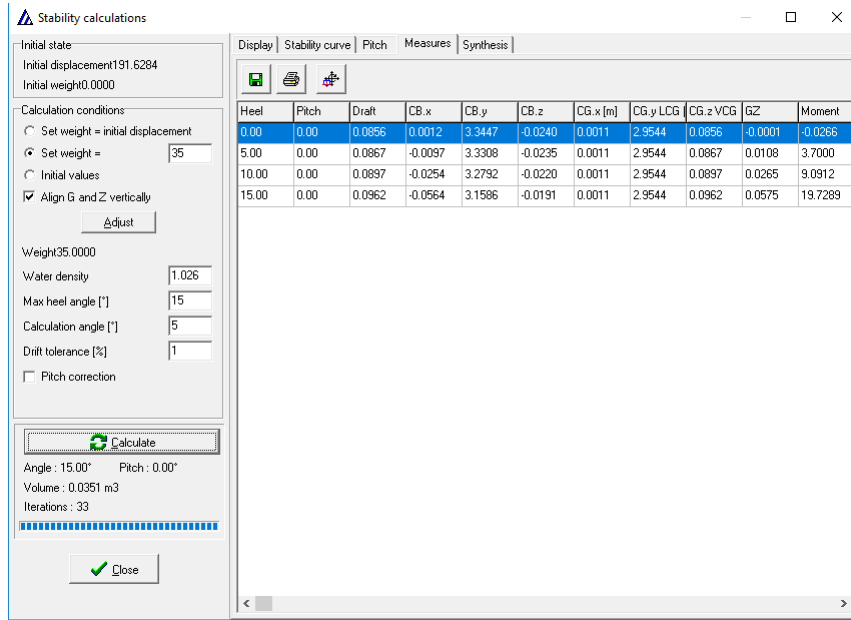 Stability calculations
Initial state
Initial displacement191.6284
Initial weight0.0000
Calculation conditions
Set weight = initial displacement
Set weight = 35
Initial values
Align G and Z vertically
Adjust
Weight35.0000
Water density 1.026
Max heel angle [°] 15
Calculation angle [°] 5
Drift tolerance [%] 1
Pitch correction
Calculate
Angle : 15.00° Pitch : 0.00°
Volume : 0.0351 m3
Iterations : 33
Close
Display Stability curve Pitch Measures Synthesis
Heel Pitch Draft CB.x CB.y CB.z CG.x [m] CG.y LCG [ CG.z VCG GZ Moment
0.00 0.00 0.0856 0.0012 3.3447 -0.0240 0.0011 2.9544 0.0856 -0.0001 -0.0266
5.00 0.00 0.0867 -0.0097 3.3308 -0.0235 0.0011 2.9544 0.0867 0.0108 3.7000
10.00 0.00 0.0897 -0.0254 3.2792 -0.0220 0.0011 2.9544 0.0897 0.0265 9.0912
15.00 0.00 0.0962 -0.0564 3.1586 -0.0191 0.0011 2.9544 0.0962 0.0575 19.7289